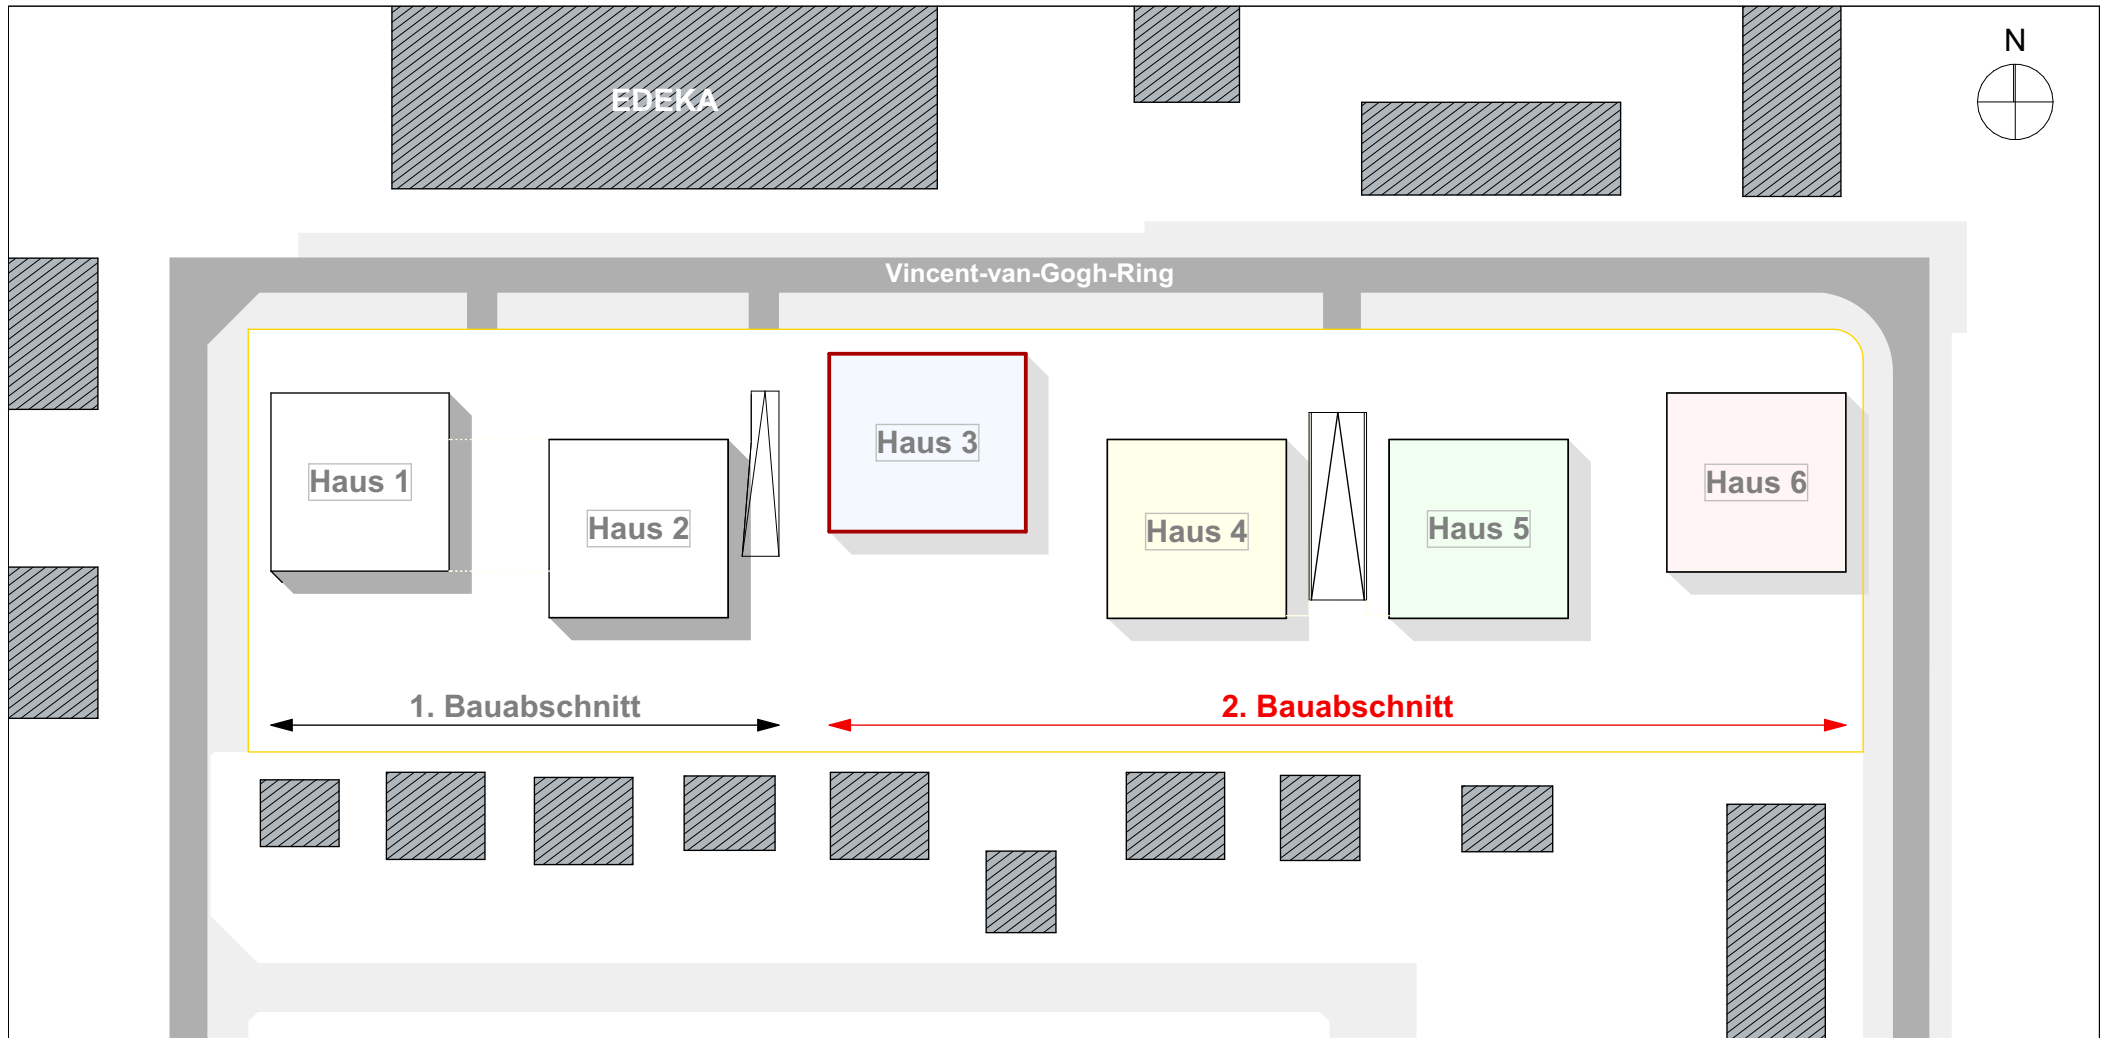 N
EDEKA
Vincent-van-Gogh-Ring
Haus 1
Haus 2
Haus 3
Haus 4
Haus 5
Haus 6
1. Bauabschnitt
2. Bauabschnitt